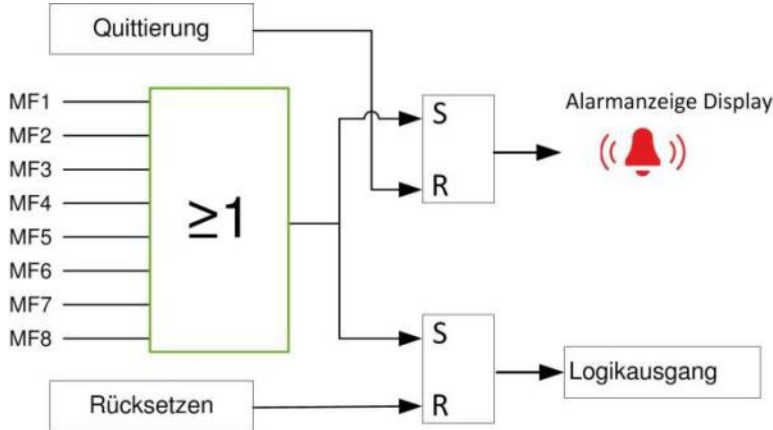 Quittierung
MF1
MF2
MF3
MF4
MF5
MF6
MF7
MF8
≥1
S
R
Alarmanzeige Display
S
R
Logikausgang
Rücksetzen